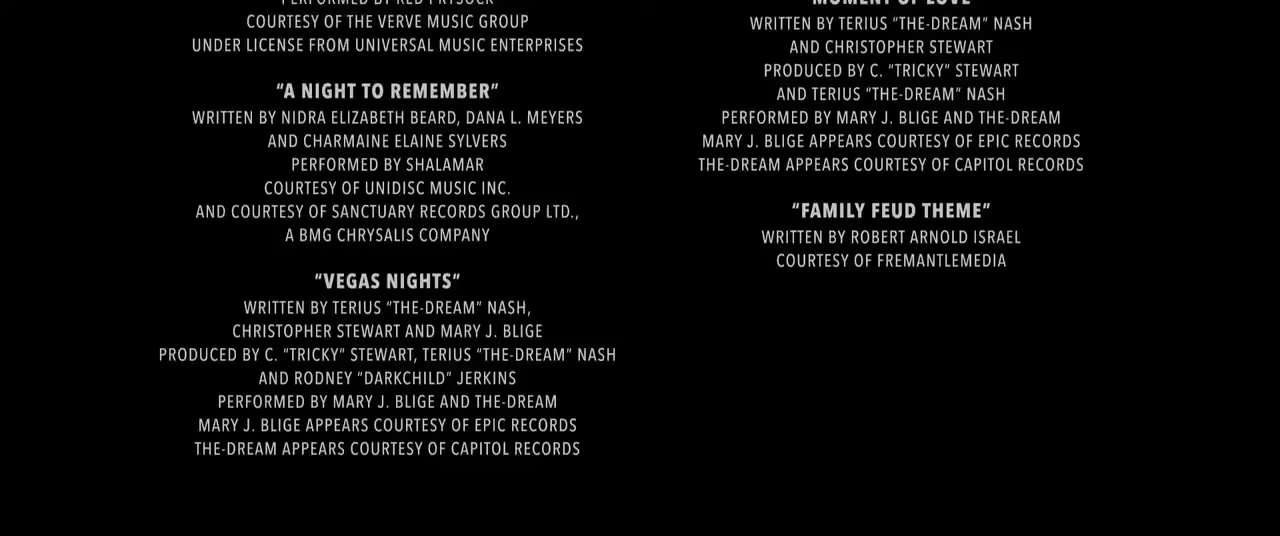 PERFORMED BY RED PRYSOCK
COURTESY OF THE VERVE MUSIC GROUP
UNDER LICENSE FROM UNIVERSAL MUSIC ENTERPRISES
“A NIGHT TO REMEMBER”
WRITTEN BY NIDRA ELIZABETH BEARD, DANA L. MEYERS
AND CHARMAINE ELAINE SYLVERS
PERFORMED BY SHALAMAR
COURTESY OF UNIDISC MUSIC INC.
AND COURTESY OF SANCTUARY RECORDS GROUP LTD.,
A BMG CHRYSALIS COMPANY
“VEGAS NIGHTS”
WRITTEN BY TERIUS “THE-DREAM” NASH,
CHRISTOPHER STEWART AND MARY J. BLIGE
PRODUCED BY C. “TRICKY” STEWART, TERIUS “THE-DREAM” NASH
AND RODNEY “DARKCHILD” JERKINS
PERFORMED BY MARY J. BLIGE AND THE-DREAM
MARY J. BLIGE APPEARS COURTESY OF EPIC RECORDS
THE-DREAM APPEARS COURTESY OF CAPITOL RECORDS
“MOMENT OF LOVE”
WRITTEN BY TERIUS “THE-DREAM” NASH
AND CHRISTOPHER STEWART
PRODUCED BY C. “TRICKY” STEWART
AND TERIUS “THE-DREAM” NASH
PERFORMED BY MARY J. BLIGE AND THE-DREAM
MARY J. BLIGE APPEARS COURTESY OF EPIC RECORDS
THE-DREAM APPEARS COURTESY OF CAPITOL RECORDS
“FAMILY FEUD THEME”
WRITTEN BY ROBERT ARNOLD ISRAEL
COURTESY OF FREMANTLEMEDIA